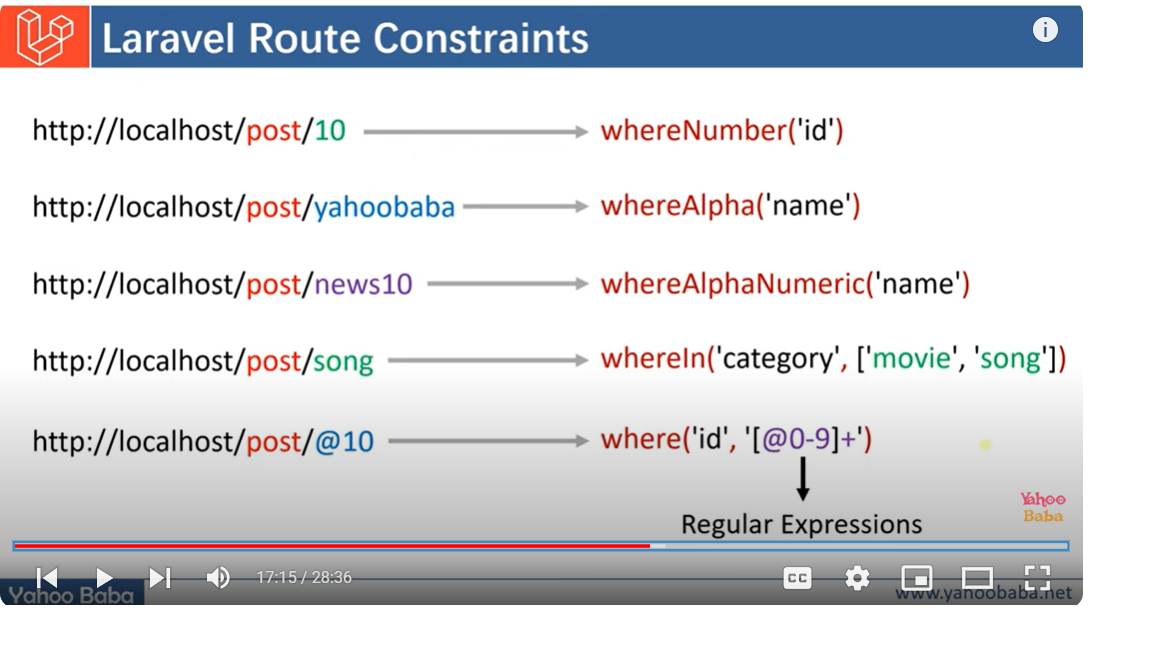 Laravel Route Constraints
http://localhost/post/10 whereNumber('id')
http://localhost/post/yahoobaba whereAlpha('name')
http://localhost/post/news10 whereAlphaNumeric('name')
http://localhost/post/song whereIn('category', ['movie', 'song'])
http://localhost/post/@10 where('id', '[@0-9]+')
Regular Expressions
Yahoo
Baba
17:15 / 28:36
CC
Yahoo Baba
www.yahoobaba.net